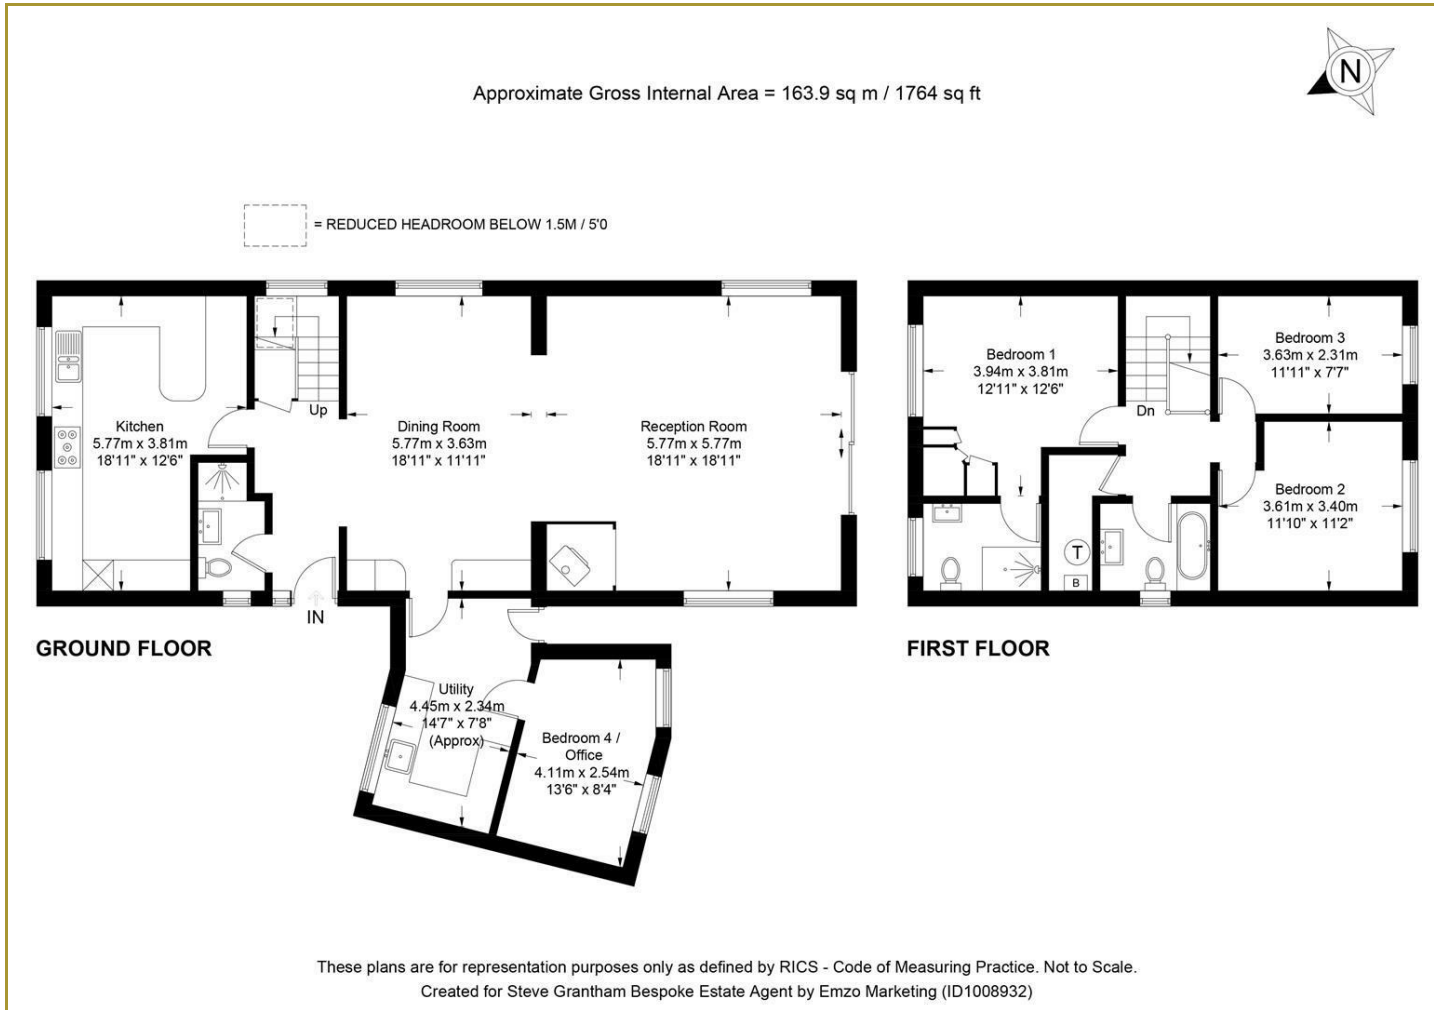 N
Approximate Gross Internal Area = 163.9 sq m / 1764 sq ft
= REDUCED HEADROOM BELOW 1.5M / 5'0
Kitchen
5.77m x 3.81m
18'11" x 12'6"
Up
Dining Room
5.77m x 3.63m
18'11" x 11'11"
Reception Room
5.77m x 5.77m
18'11" x 18'11"
IN
GROUND FLOOR
Utility
4.45m x 2.34m
14'7" x 7'8"
(Approx)
Bedroom 4 /
Office
4.11m x 2.54m
13'6" x 8'4"
Bedroom 1
3.94m x 3.81m
12'11" x 12'6"
Dn
Bedroom 3
3.63m x 2.31m
11'11" x 7'7"
Bedroom 2
3.61m x 3.40m
11'10" x 11'2"
T
B
FIRST FLOOR
These plans are for representation purposes only as defined by RICS - Code of Measuring Practice. Not to Scale.
Created for Steve Grantham Bespoke Estate Agent by Emzo Marketing (ID1008932)